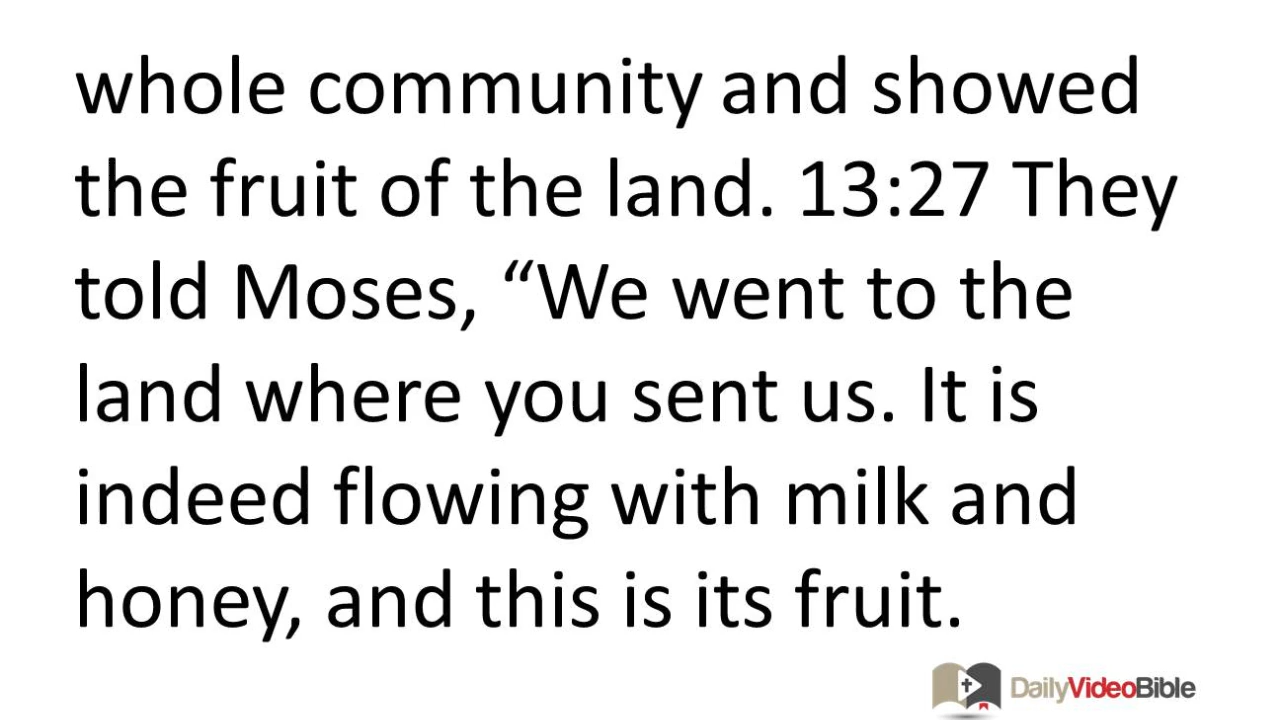 whole community and showed
the fruit of the land. 13:27 They
told Moses, “We went to the
land where you sent us. It is
indeed flowing with milk and
honey, and this is its fruit.
DailyVideoBible